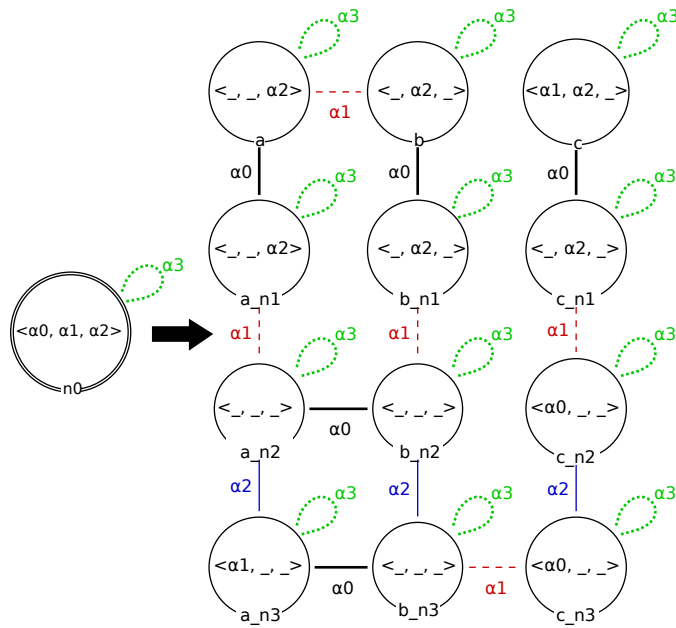 α3 α3 α3
<_, _, α2> <_, α2, _> <α1, α2, _>
α1
a b c
α0 α0 α0
α3 α3 α3
<_, _, α2> <_, α2, _> <_, α2, _>
α3
a_n1 b_n1 c_n1
<α0, α1, α2>
α1 α1 α1
α3 α3 α3
n0
<_, _, _> <_, _, _> <α0, _, _>
α0
a_n2 b_n2 c_n2
α2 α2 α2
α3 α3 α3
<α1, _, _> <_, _, _> <α0, _, _>
α0 α1
a_n3 b_n3 c_n3